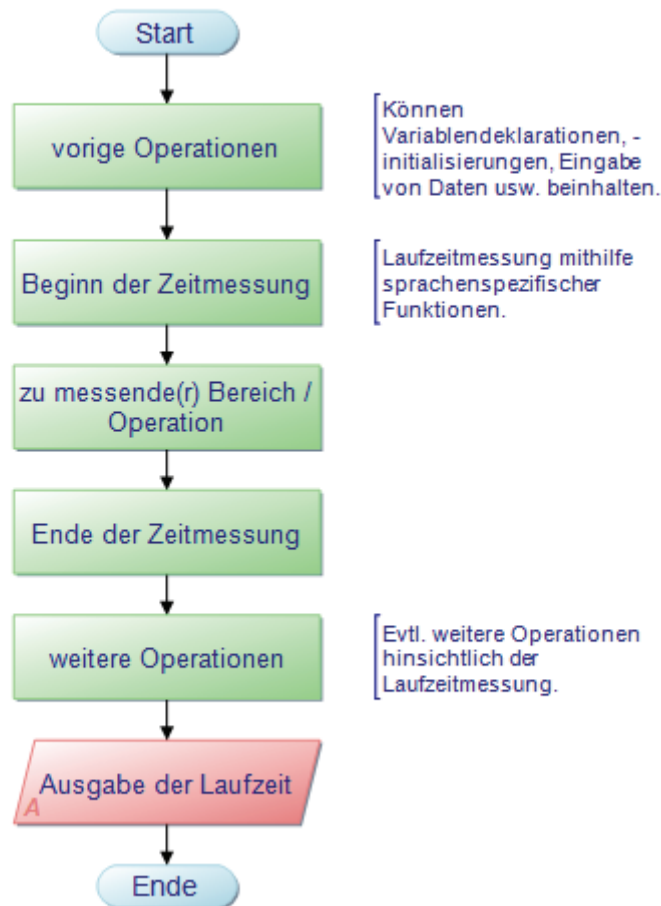 Start
vorige Operationen
Können
Variablendeklarationen, -
initialisierungen, Eingabe
von Daten usw. beinhalten.
Beginn der Zeitmessung
Laufzeitmessung mithilfe
sprachenspezifischer
Funktionen.
zu messende(r) Bereich /
Operation
Ende der Zeitmessung
weitere Operationen
Evtl. weitere Operationen
hinsichtlich der
Laufzeitmessung.
Ausgabe der Laufzeit
A
Ende